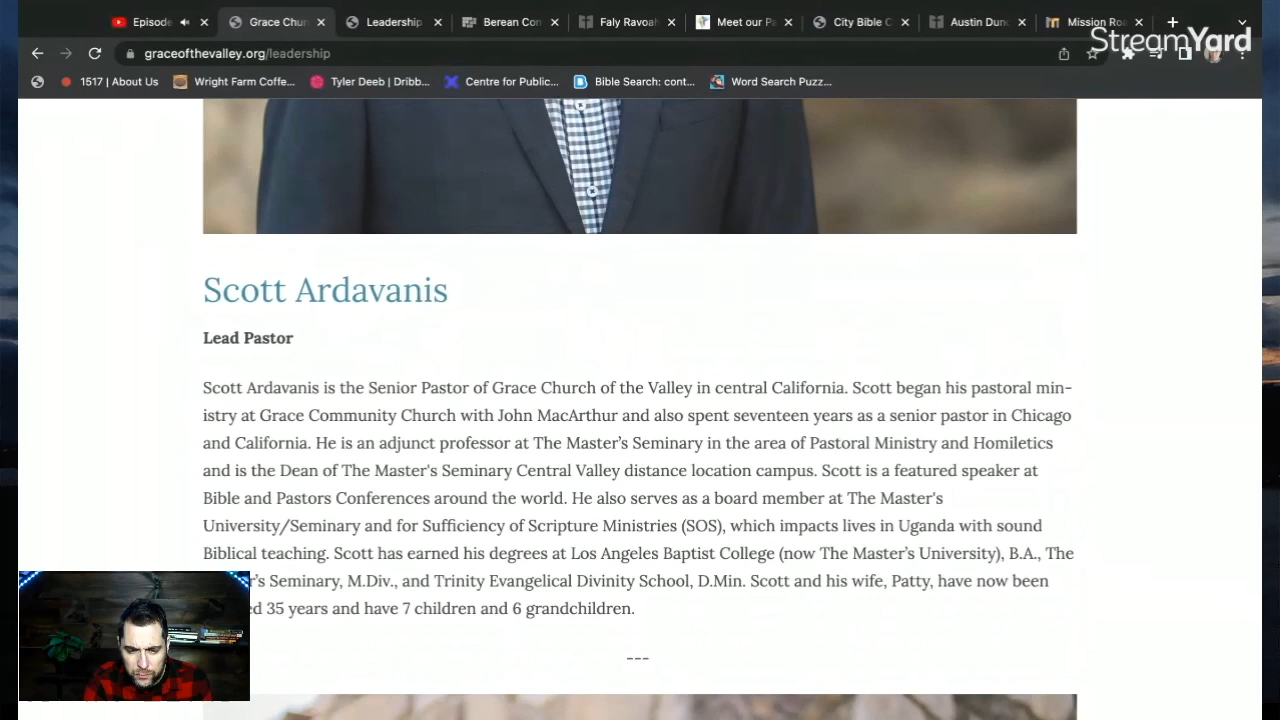 Episode
Grace Chur
Leadership
Berean Con
Faly Ravoah
Meet our Pa
City Bible C
Austin Dunc
Mission Roa
StreamYard
graceofthevalley.org/leadership
1517 | About Us
Wright Farm Coffe...
Tyler Deeb | Dribb...
Centre for Public...
Bible Search: cont...
Word Search Puzz...
Scott Ardavanis
Lead Pastor
Scott Ardavanis is the Senior Pastor of Grace Church of the Valley in central California. Scott began his pastoral min-
istry at Grace Community Church with John MacArthur and also spent seventeen years as a senior pastor in Chicago
and California. He is an adjunct professor at The Master’s Seminary in the area of Pastoral Ministry and Homiletics
and is the Dean of The Master's Seminary Central Valley distance location campus. Scott is a featured speaker at
Bible and Pastors Conferences around the world. He also serves as a board member at The Master's
University/Seminary and for Sufficiency of Scripture Ministries (SOS), which impacts lives in Uganda with sound
Biblical teaching. Scott has earned his degrees at Los Angeles Baptist College (now The Master’s University), B.A., The
’s Seminary, M.Div., and Trinity Evangelical Divinity School, D.Min. Scott and his wife, Patty, have now been
ed 35 years and have 7 children and 6 grandchildren.
---